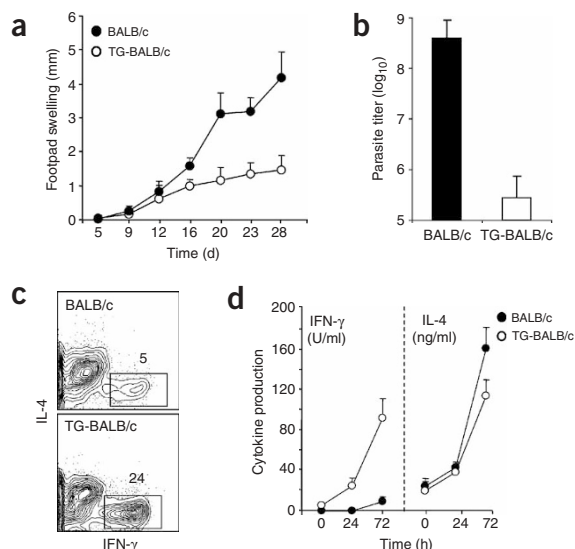 a
BALB/c
TG-BALB/c
Footpad swelling (mm)
6
5
4
3
2
1
0
5 9 12 16 20 23 28
Time (d)
b
Parasite titer (log10)
9
8
7
6
5
BALB/c TG-BALB/c
c
BALB/c
5
TG-BALB/c
24
IL-4
IFN-γ
d
BALB/c
TG-BALB/c
IFN-γ
(U/ml)
IL-4
(ng/ml)
Cytokine production
200
160
120
80
40
0
0 24 72 0 24 72
Time (h)